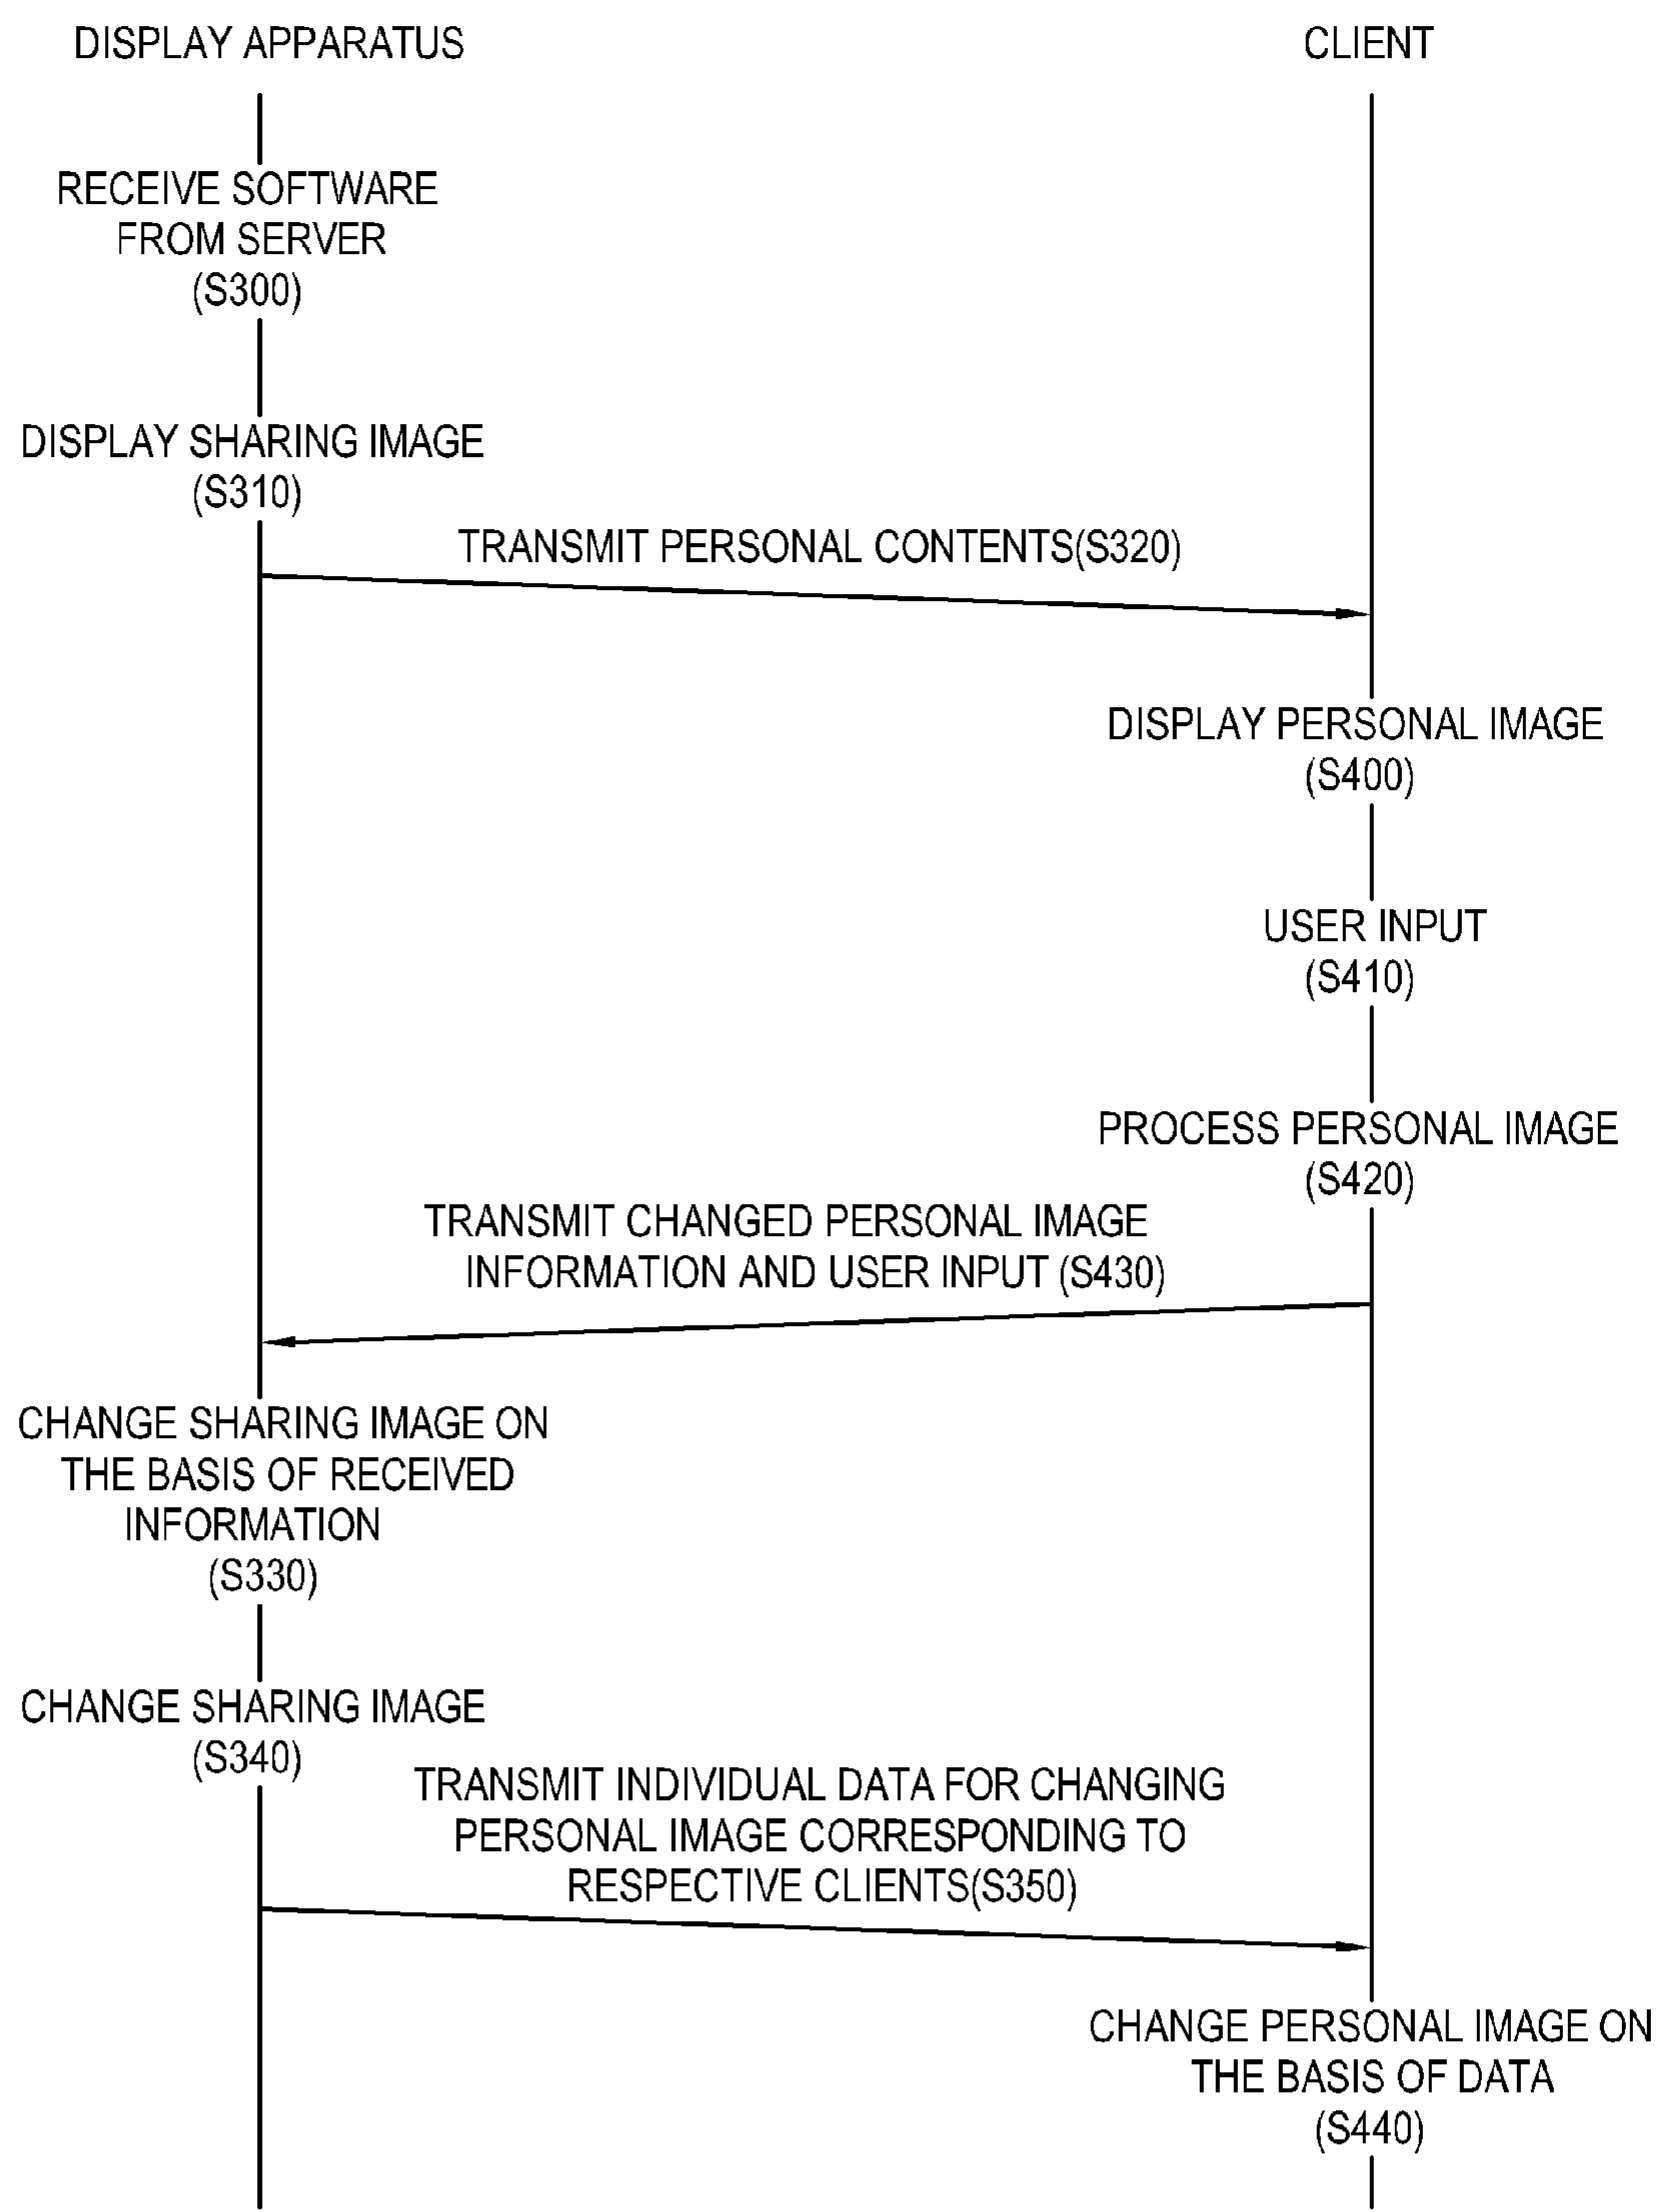 DISPLAY APPARATUS
CLIENT
RECEIVE SOFTWARE
FROM SERVER
(S300)
DISPLAY SHARING IMAGE
(S310)
TRANSMIT PERSONAL CONTENTS(S320)
DISPLAY PERSONAL IMAGE
(S400)
USER INPUT
(S410)
PROCESS PERSONAL IMAGE
(S420)
TRANSMIT CHANGED PERSONAL IMAGE
INFORMATION AND USER INPUT (S430)
CHANGE SHARING IMAGE ON
THE BASIS OF RECEIVED
INFORMATION
(S330)
CHANGE SHARING IMAGE
(S340)
TRANSMIT INDIVIDUAL DATA FOR CHANGING
PERSONAL IMAGE CORRESPONDING TO
RESPECTIVE CLIENTS(S350)
CHANGE PERSONAL IMAGE ON
THE BASIS OF DATA
(S440)